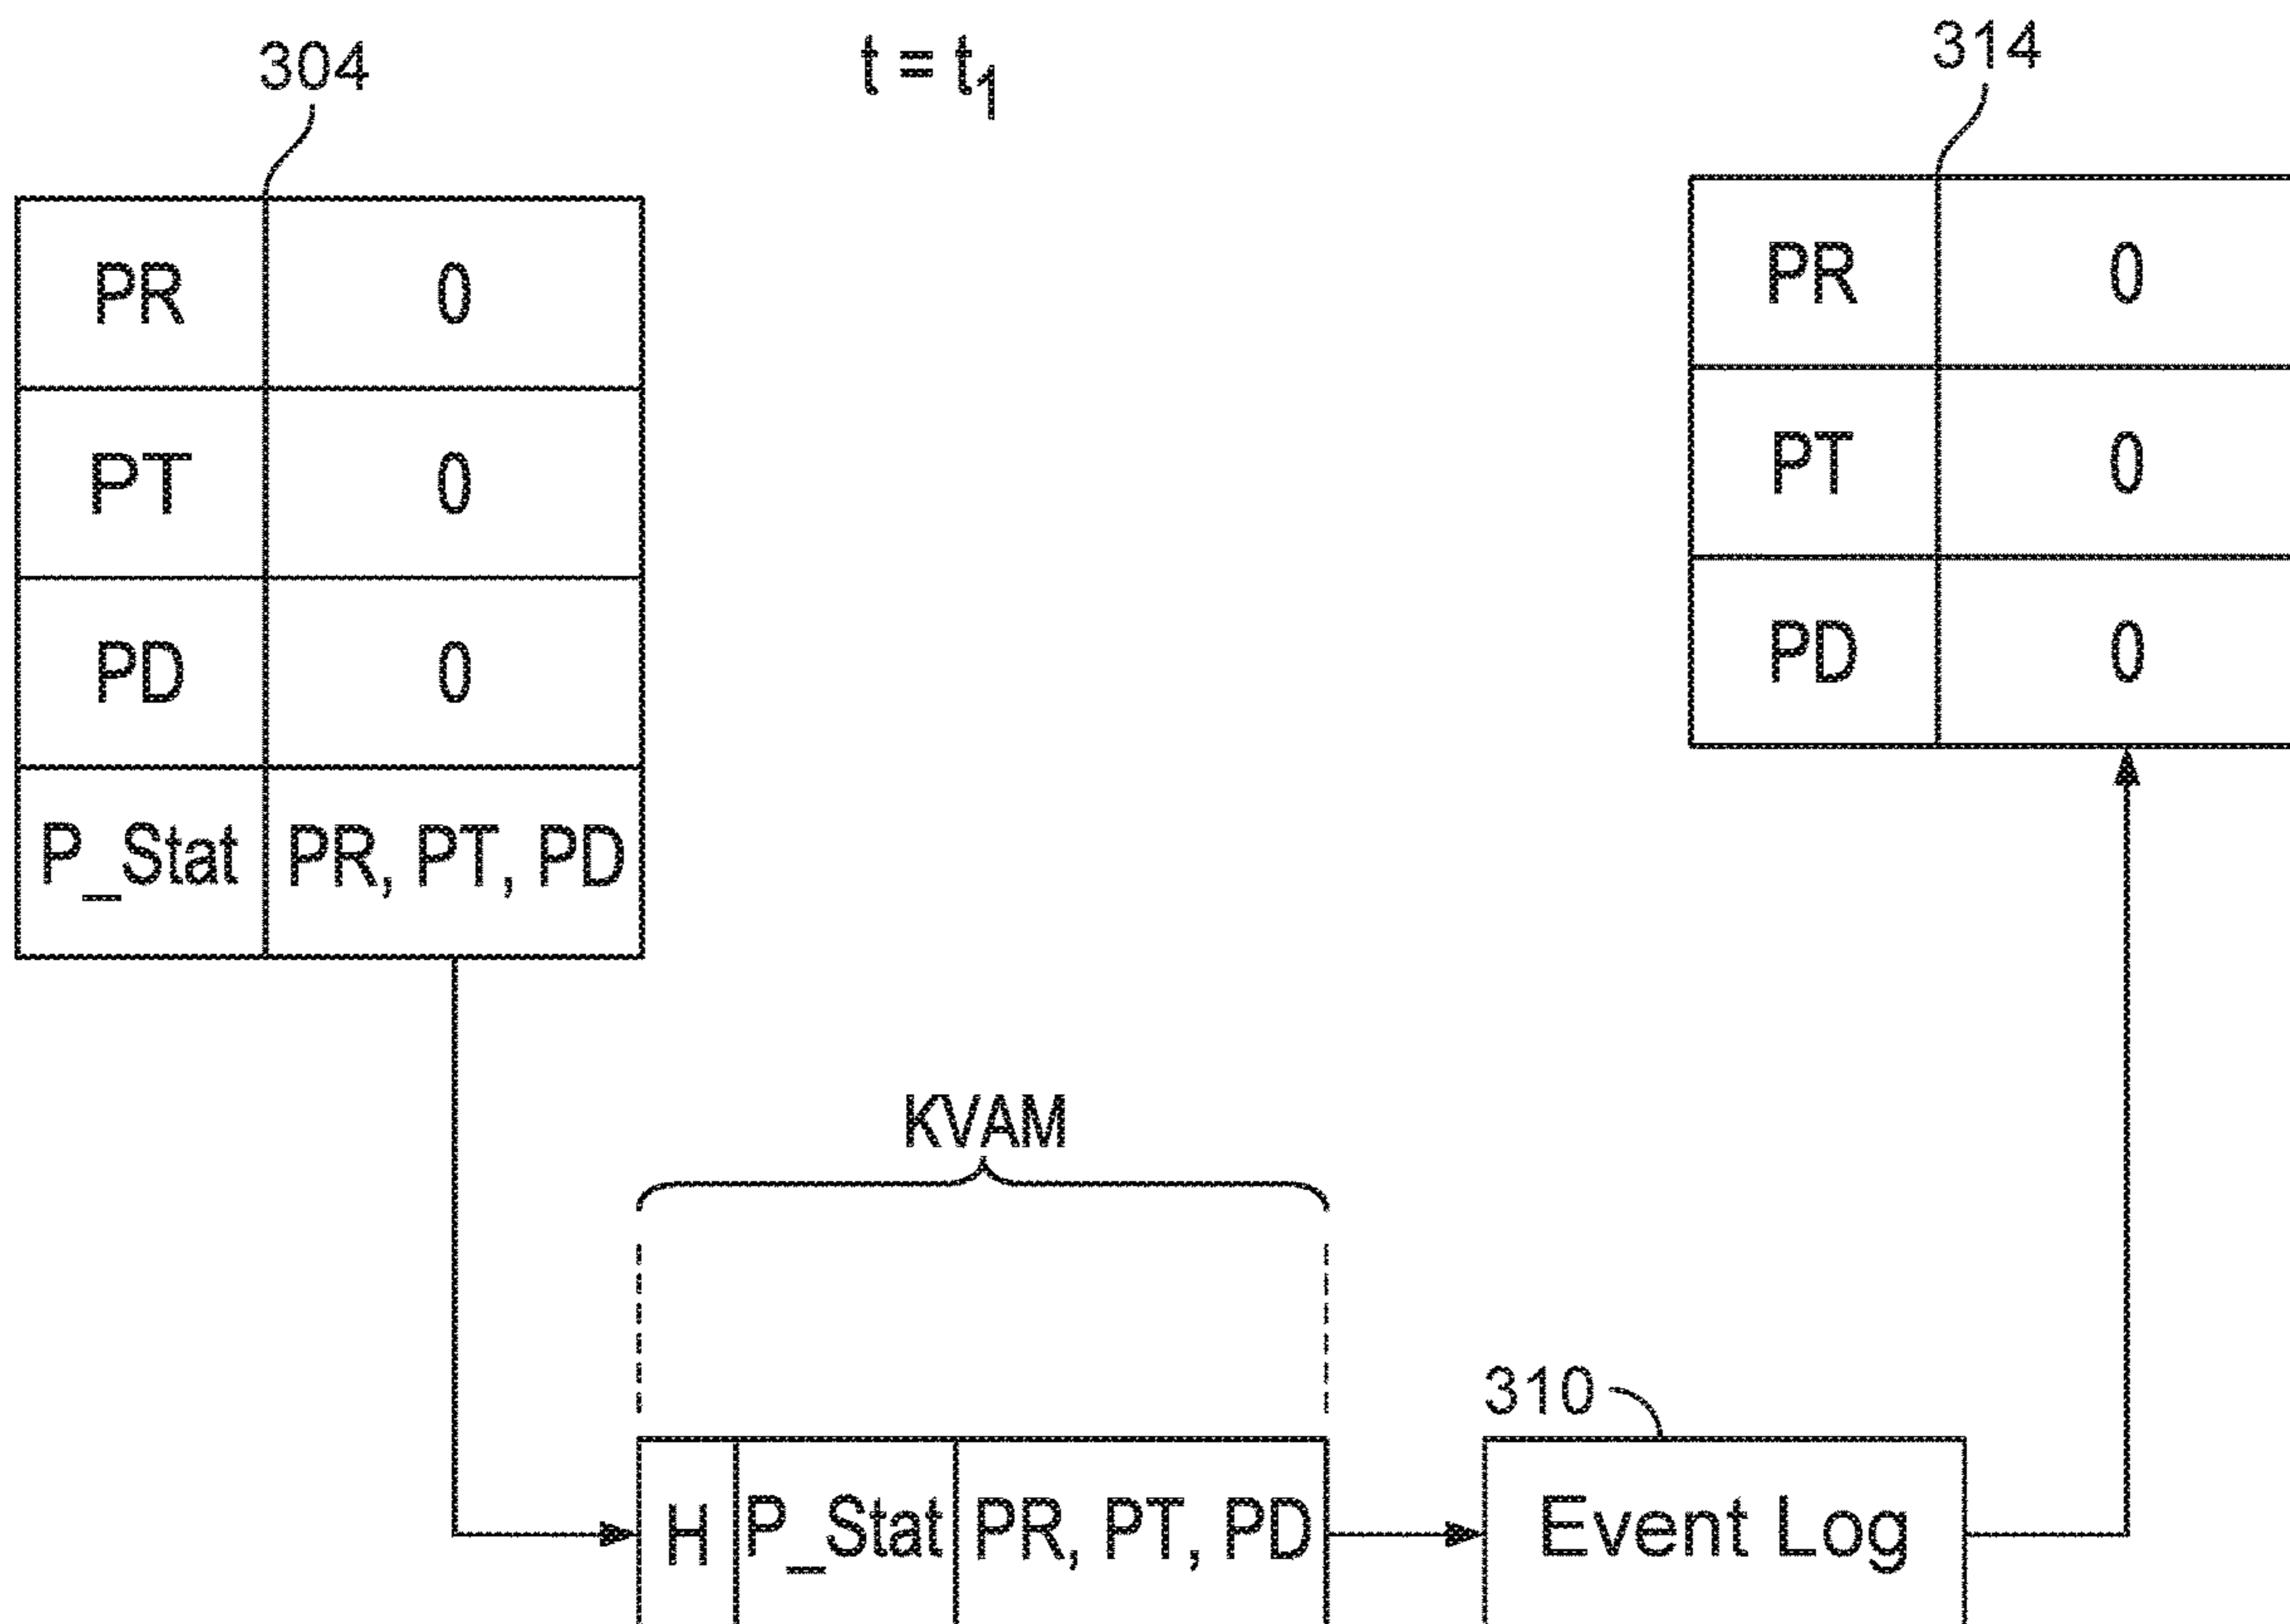 304
t = t1
314
PR 0
PT 0
PD 0
P_Stat PR, PT, PD
PR 0
PT 0
PD 0
KVAM
310
H P_Stat PR, PT, PD
Event Log